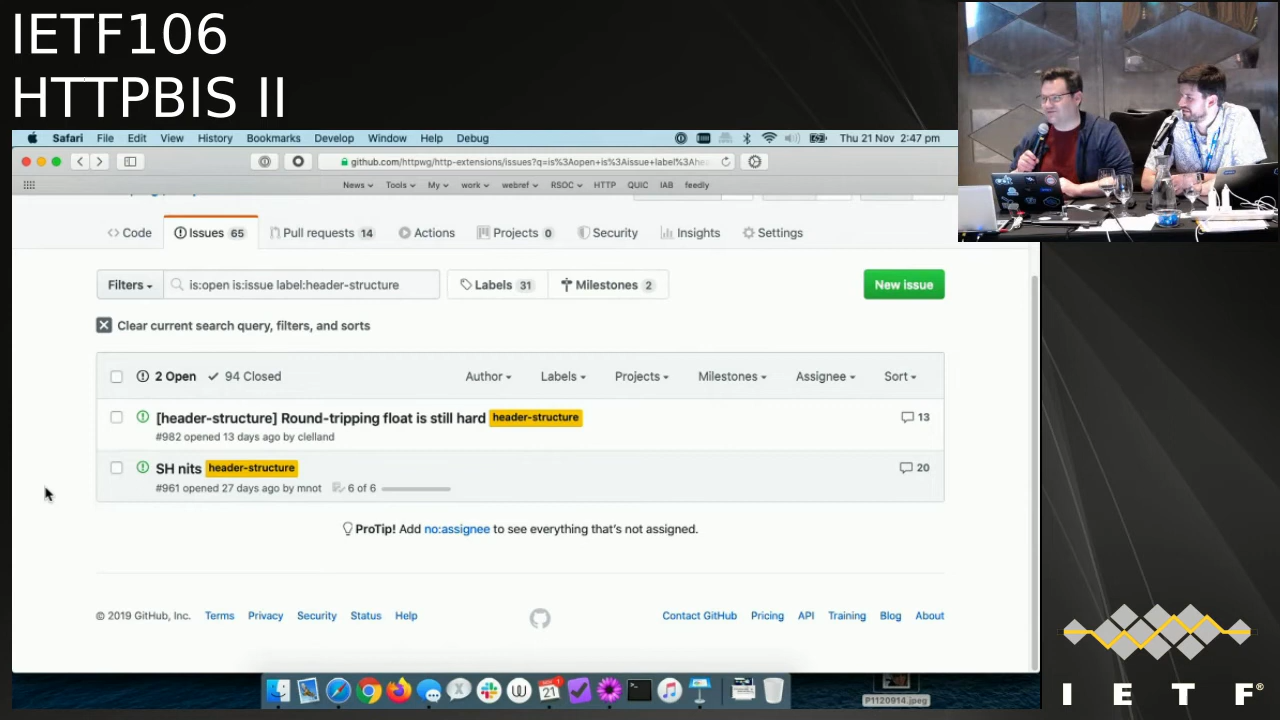 IETF106
HTTPBIS II
Safari File Edit View History Bookmarks Develop Window Help Debug Thu 21 Nov 2:47 pm
github.com/httpwg/http-extensions/issues?q=is%3Aopen+is%3Aissue+label%3Ahe
News Tools My work webref RSOC HTTP QUIC IAB feedly
Code Issues 65 Pull requests 14 Actions Projects 0 Security Insights Settings
Filters is:open is:issue label:header-structure Labels 31 Milestones 2 New issue
Clear current search query, filters, and sorts
2 Open 94 Closed Author Labels Projects Milestones Assignee Sort
[header-structure] Round-tripping float is still hard header-structure 13
#982 opened 13 days ago by clelland
SH nits header-structure 20
#961 opened 27 days ago by mnot 6 of 6
ProTip! Add no:assignee to see everything that's not assigned.
© 2019 GitHub, Inc. Terms Privacy Security Status Help Contact GitHub Pricing API Training Blog About
NOV
21
P1120914.jpeg
I E T F®